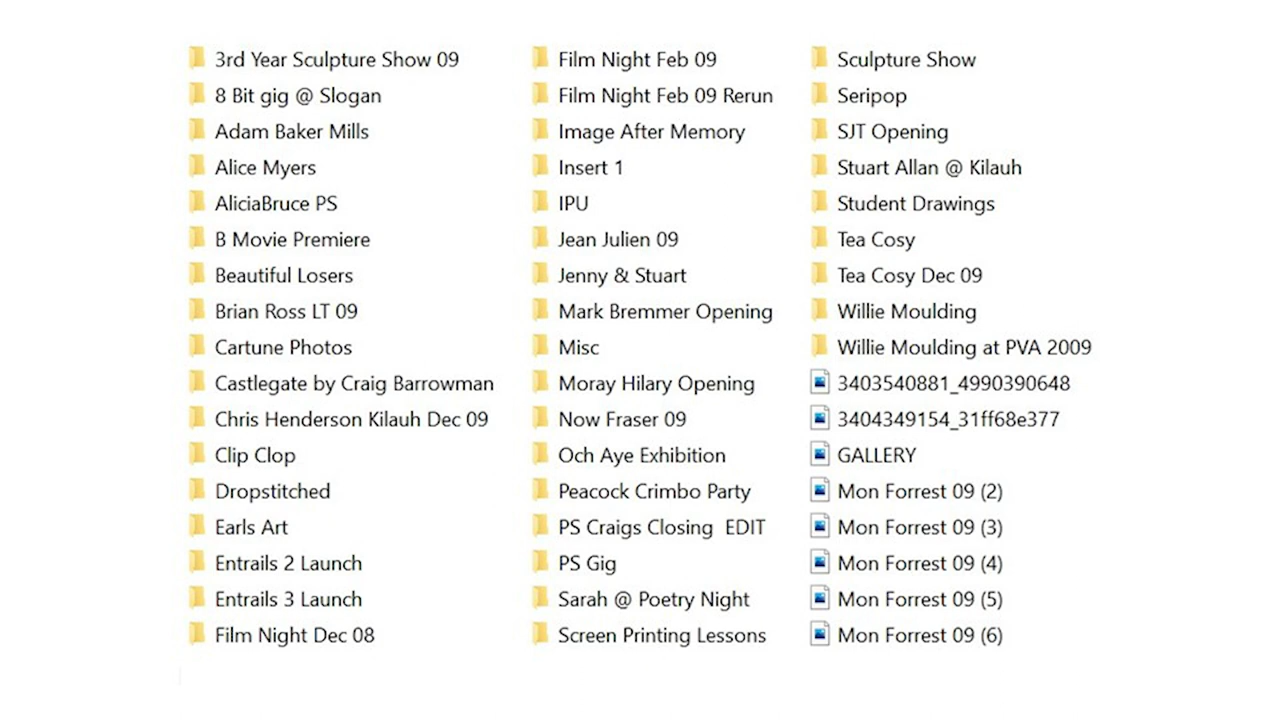 3rd Year Sculpture Show 09
8 Bit gig @ Slogan
Adam Baker Mills
Alice Myers
AliciaBruce PS
B Movie Premiere
Beautiful Losers
Brian Ross LT 09
Cartune Photos
Castlegate by Craig Barrowman
Chris Henderson Kilauh Dec 09
Clip Clop
Dropstitched
Earls Art
Entrails 2 Launch
Entrails 3 Launch
Film Night Dec 08
Film Night Feb 09
Film Night Feb 09 Rerun
Image After Memory
Insert 1
IPU
Jean Julien 09
Jenny & Stuart
Mark Bremmer Opening
Misc
Moray Hilary Opening
Now Fraser 09
Och Aye Exhibition
Peacock Crimbo Party
PS Craigs Closing  EDIT
PS Gig
Sarah @ Poetry Night
Screen Printing Lessons
Sculpture Show
Seripop
SJT Opening
Stuart Allan @ Kilauh
Student Drawings
Tea Cosy
Tea Cosy Dec 09
Willie Moulding
Willie Moulding at PVA 2009
3403540881_4990390648
3404349154_31ff68e377
GALLERY
Mon Forrest 09 (2)
Mon Forrest 09 (3)
Mon Forrest 09 (4)
Mon Forrest 09 (5)
Mon Forrest 09 (6)